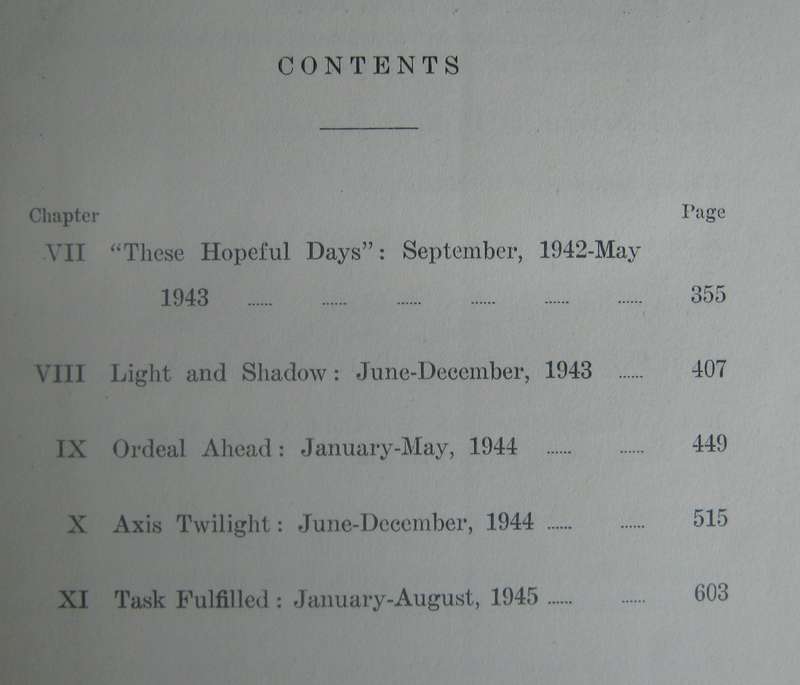 CONTENTS
Chapter Page
VII "These Hopeful Days": September, 1942-May
1943 ...... ...... ...... ...... ...... ...... 355
VIII Light and Shadow: June-December, 1943 ...... 407
IX Ordeal Ahead: January-May, 1944 ...... ...... 449
X Axis Twilight: June-December, 1944 ...... ...... 515
XI Task Fulfilled: January-August, 1945 ...... ...... 603